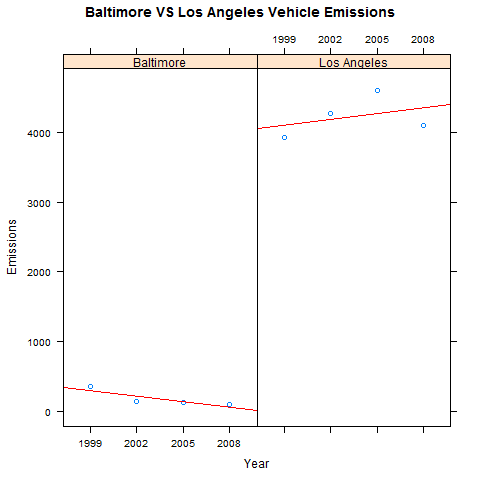 Baltimore VS Los Angeles Vehicle Emissions
1999 2002 2005 2008
Baltimore Los Angeles
4000
3000
2000
1000
0
Emissions
1999 2002 2005 2008
Year